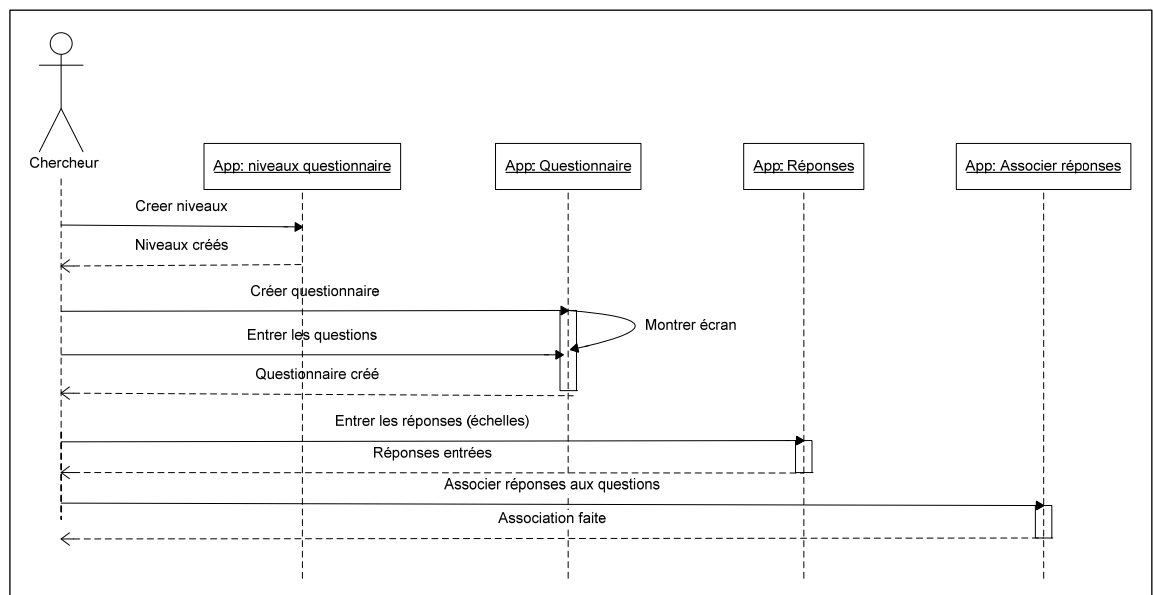 Chercheur
App: niveaux questionnaire
App: Questionnaire
App: Réponses
App: Associer réponses
Creer niveaux
Niveaux créés
Créer questionnaire
Montrer écran
Entrer les questions
Questionnaire créé
Entrer les réponses (échelles)
Réponses entrées
Associer réponses aux questions
Association faite